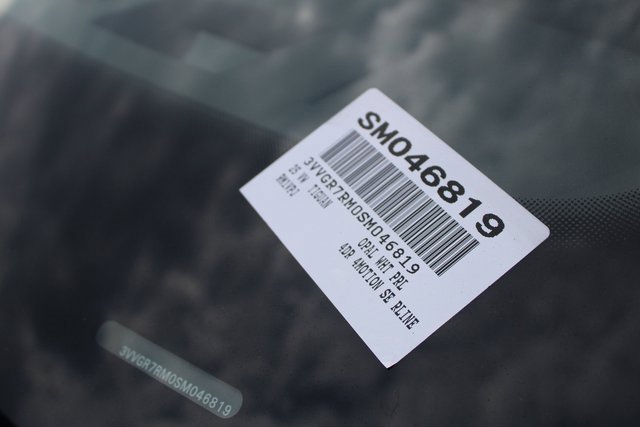 SM046819
3VVGR7RM0SM046819
25 VW TIGUAN
OPAL WHT PRL
4DR 4MOTION SE RLINE
3VVGR7RM0SM046819